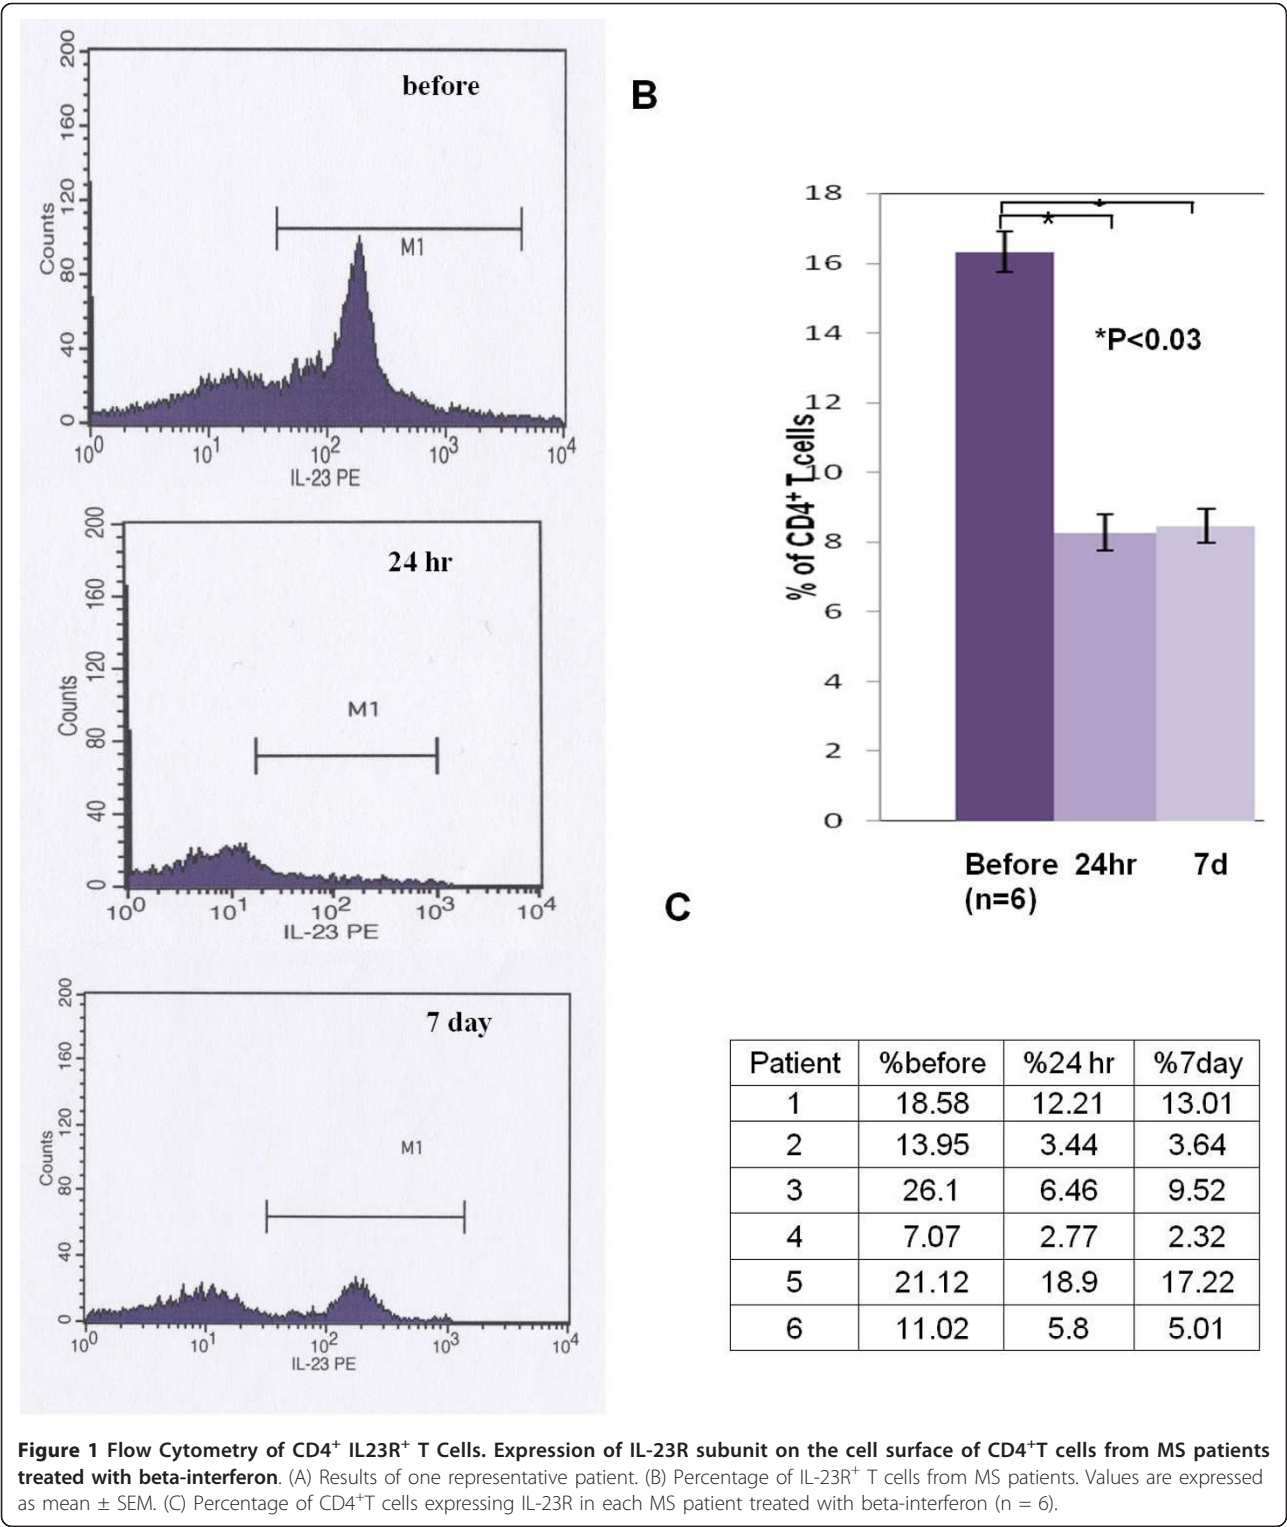 200
160
120
80
40
0
Counts
before
M1
10^0 10^1 10^2 10^3 10^4
IL-23 PE
200
160
120
80
40
0
Counts
24 hr
M1
10^0 10^1 10^2 10^3 10^4
IL-23 PE
200
160
120
80
40
0
Counts
7 day
M1
10^0 10^1 10^2 10^3 10^4
IL-23 PE
B
18
16
14
12
10
8
6
4
2
0
% of CD4+ T cells
*
*
*P<0.03
Before 24hr 7d
(n=6)
C
Patient %before %24 hr %7day
1 18.58 12.21 13.01
2 13.95 3.44 3.64
3 26.1 6.46 9.52
4 7.07 2.77 2.32
5 21.12 18.9 17.22
6 11.02 5.8 5.01
Figure 1 Flow Cytometry of CD4+ IL23R+ T Cells. Expression of IL-23R subunit on the cell surface of CD4+T cells from MS patients
treated with beta-interferon. (A) Results of one representative patient. (B) Percentage of IL-23R+ T cells from MS patients. Values are expressed
as mean ± SEM. (C) Percentage of CD4+T cells expressing IL-23R in each MS patient treated with beta-interferon (n = 6).